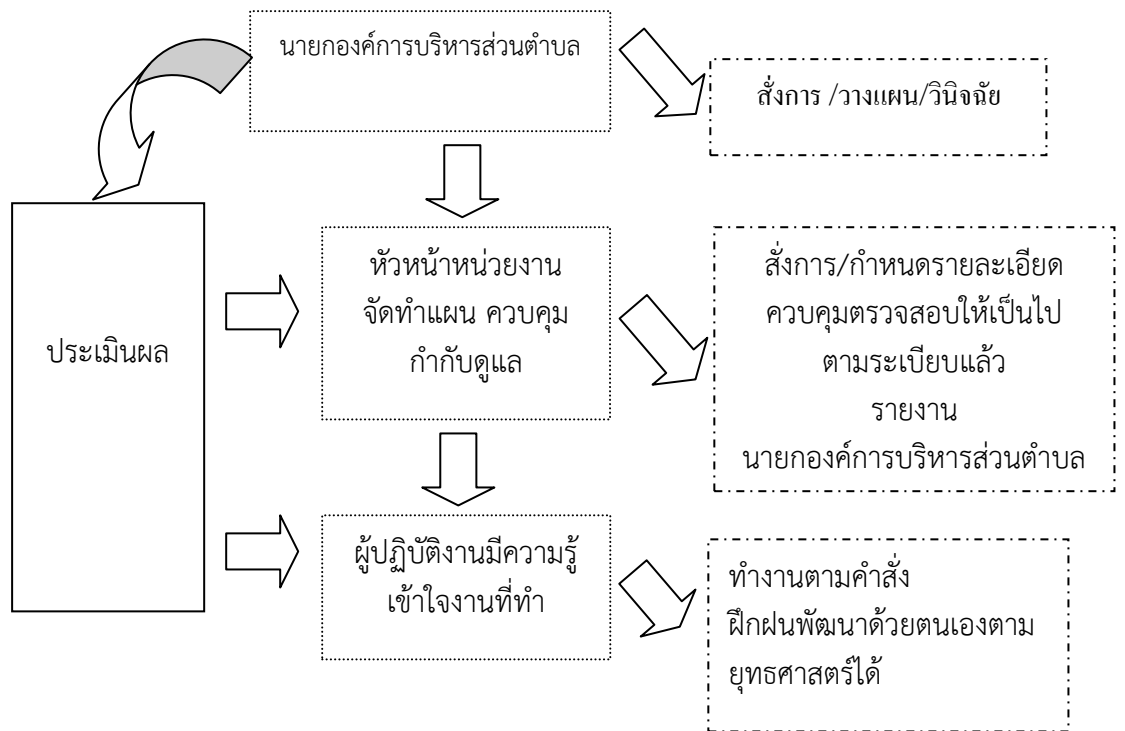 นายกองค์การบริหารส่วนตำบล
สั่งการ /วางแผน/วินิจฉัย
ประเมินผล
หัวหน้าหน่วยงาน
จัดทำแผน ควบคุม
กำกับดูแล
สั่งการ/กำหนดรายละเอียด
ควบคุมตรวจสอบให้เป็นไป
ตามระเบียบแล้ว
รายงาน
นายกองค์การบริหารส่วนตำบล
ผู้ปฏิบัติงานมีความรู้
เข้าใจงานที่ทำ
ทำงานตามคำสั่ง
ฝึกฝนพัฒนาด้วยตนเองตาม
ยุทธศาสตร์ได้